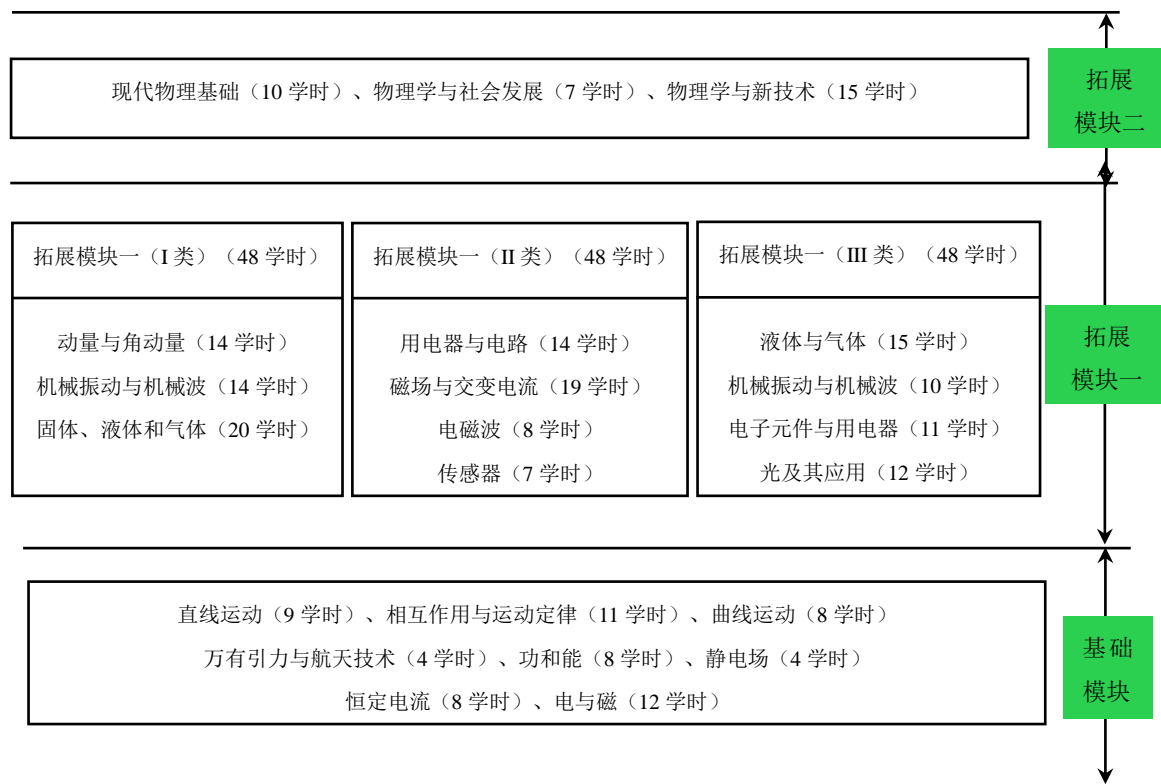 现代物理基础（10 学时）、物理学与社会发展（7 学时）、物理学与新技术（15 学时）
拓展
模块二
拓展模块一（I 类）（48 学时）
动量与角动量（14 学时）
机械振动与机械波（14 学时）
固体、液体和气体（20 学时）
拓展模块一（II 类）（48 学时）
用电器与电路（14 学时）
磁场与交变电流（19 学时）
电磁波（8 学时）
传感器（7 学时）
拓展模块一（III 类）（48 学时）
液体与气体（15 学时）
机械振动与机械波（10 学时）
电子元件与用电器（11 学时）
光及其应用（12 学时）
拓展
模块一
直线运动（9 学时）、相互作用与运动定律（11 学时）、曲线运动（8 学时）
万有引力与航天技术（4 学时）、功和能（8 学时）、静电场（4 学时）
恒定电流（8 学时）、电与磁（12 学时）
基础
模块